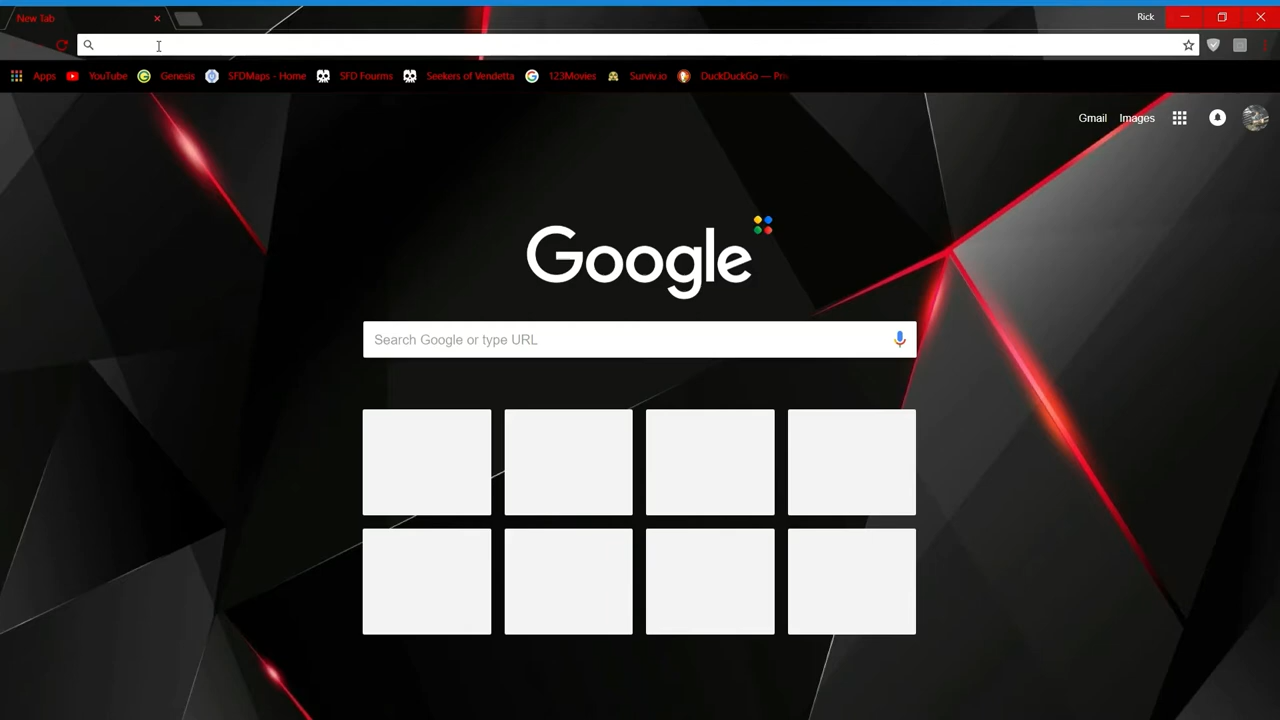 New Tab
Rick
Apps YouTube Genesis SFDMaps - Home SFD Fourms Seekers of Vendetta 123Movies Surviv.io DuckDuckGo — Pri
Gmail Images
Google
Search Google or type URL